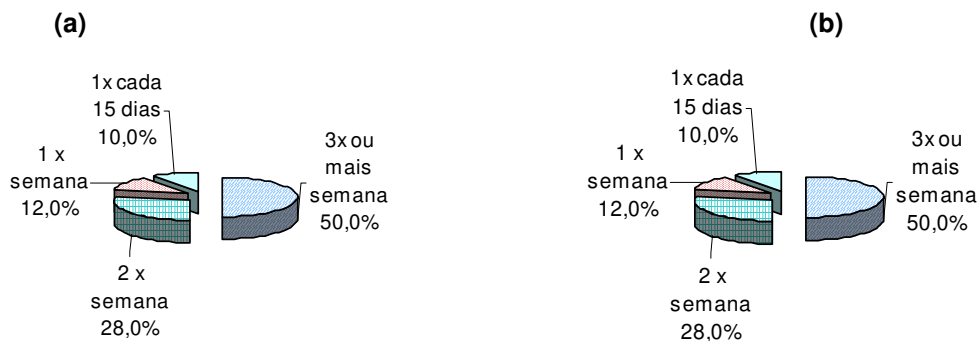 (a)
1x cada
15 dias
10,0%
1 x
semana
12,0%
3x ou
mais
semana
50,0%
2 x
semana
28,0%
(b)
1x cada
15 dias
10,0%
1 x
semana
12,0%
3x ou
mais
semana
50,0%
2 x
semana
28,0%